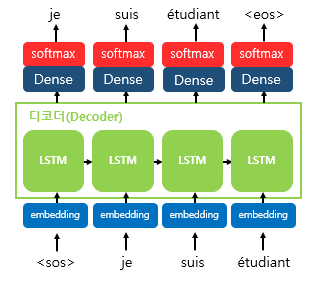 je suis étudiant <eos>
softmax softmax softmax softmax
Dense Dense Dense Dense
디코더(Decoder)
LSTM LSTM LSTM LSTM
embedding embedding embedding embedding
<sos> je suis étudiant